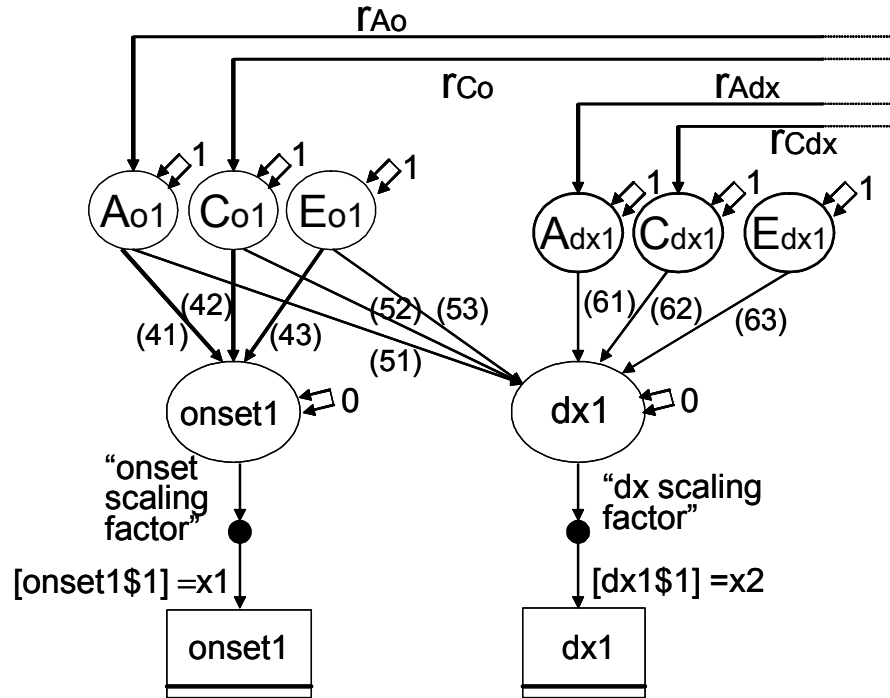 rAo
rCo
rAdx
rCdx
1 1 1
Ao1 Co1 Eo1
1 1 1
Adx1 Cdx1 Edx1
(41) (42) (43) (51) (52) (53)
(61) (62) (63)
onset1 0
dx1 0
“onset
scaling
factor”
“dx scaling
factor”
[onset1$1] =x1
[dx1$1] =x2
onset1
dx1